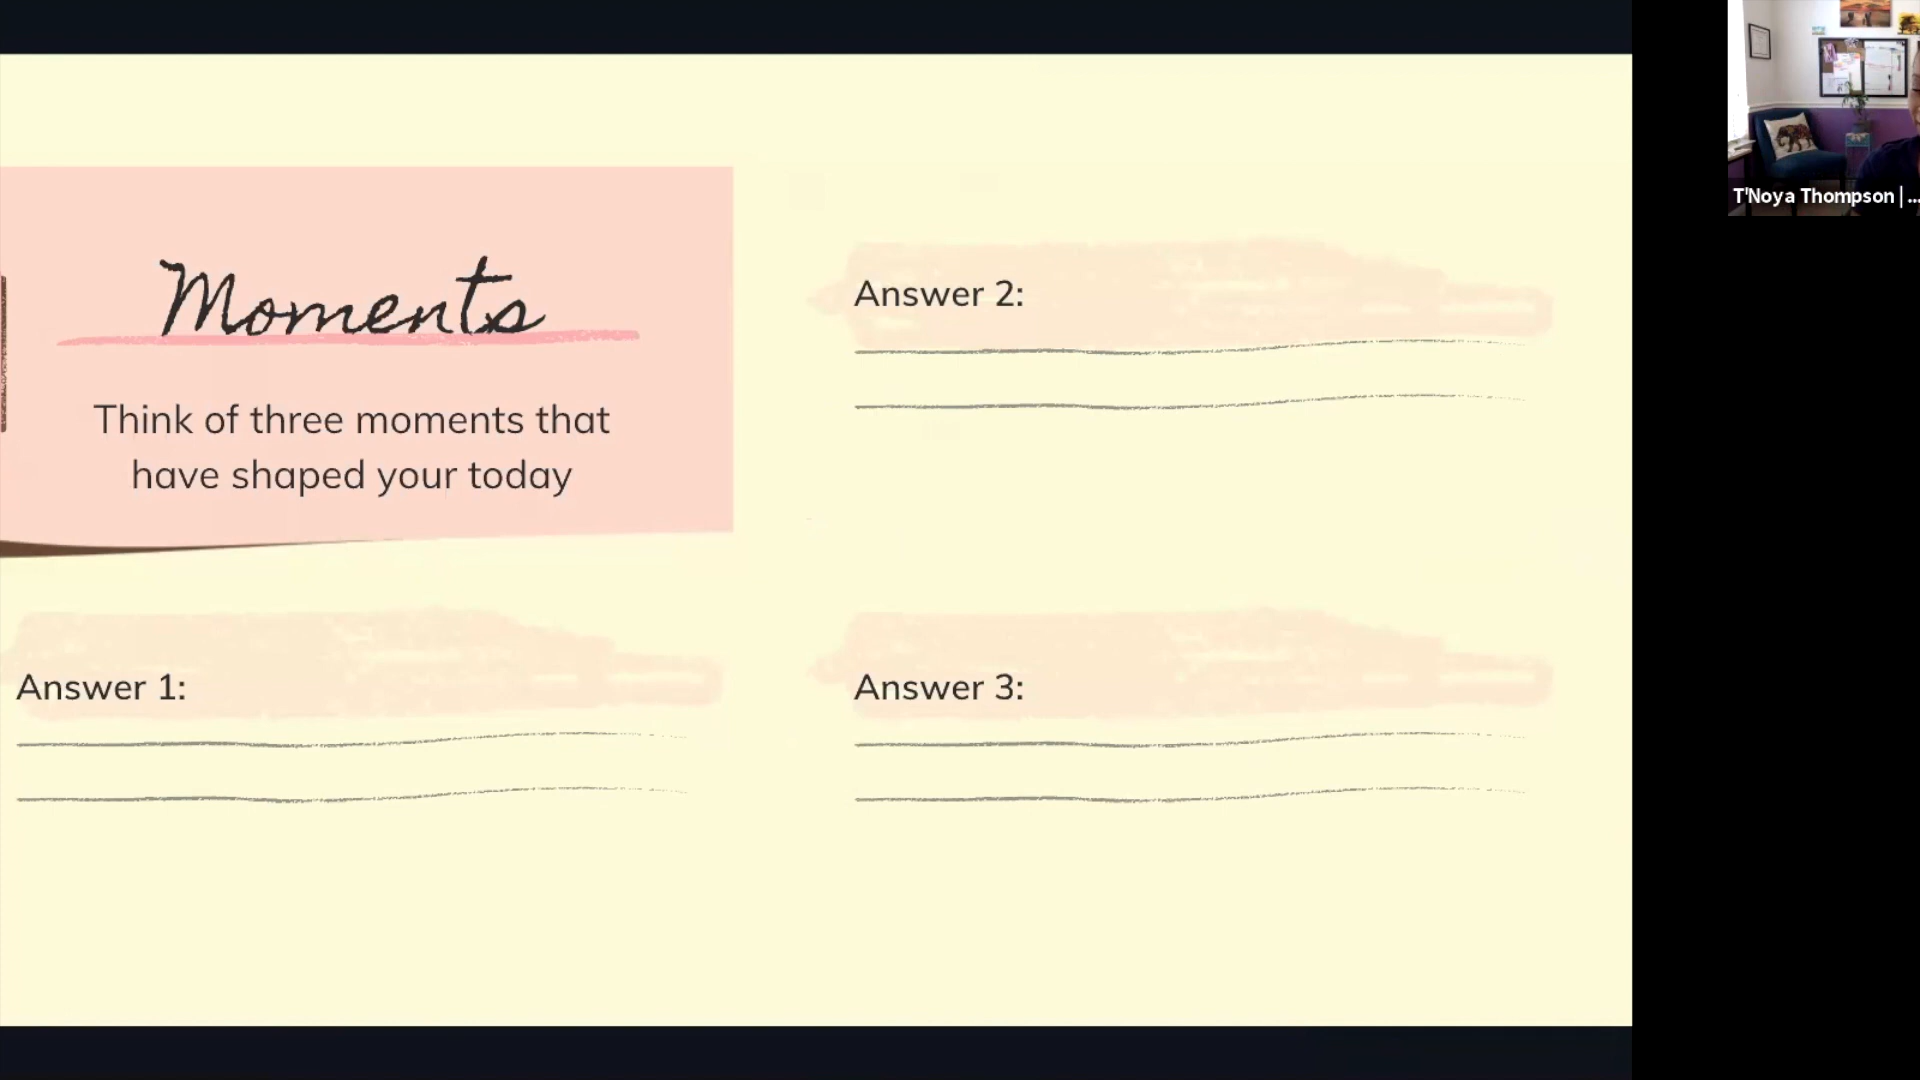 Moments
Think of three moments that
have shaped your today
Answer 1:
Answer 2:
Answer 3:
T'Noya Thompson | ...